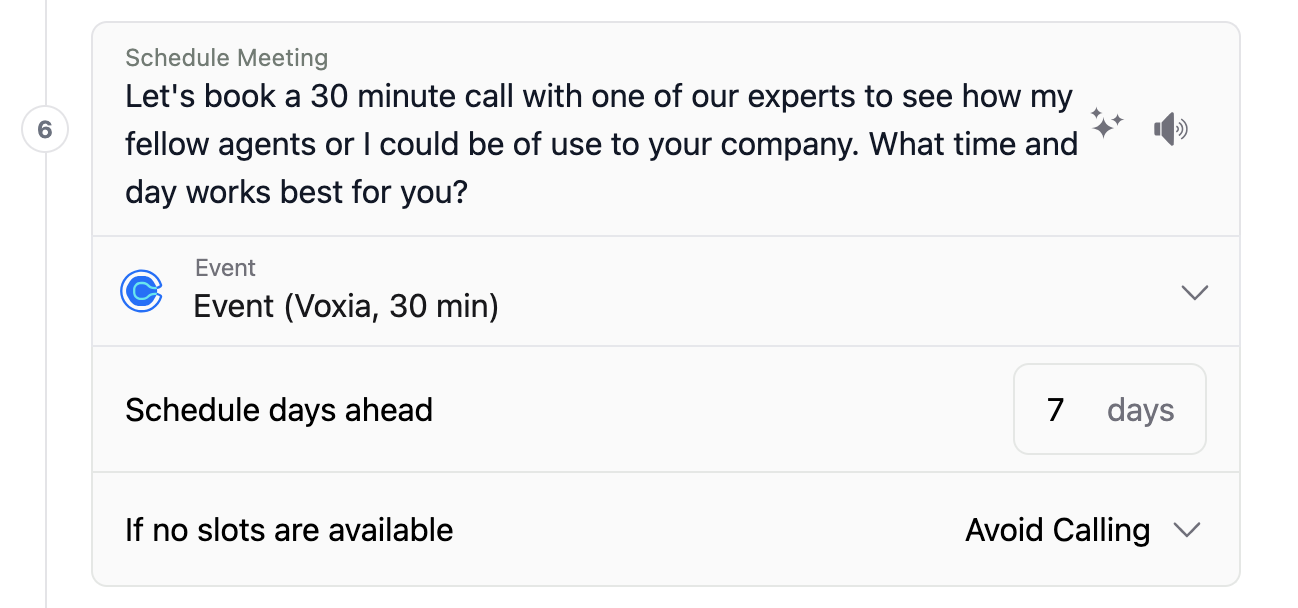 Schedule Meeting
Let's book a 30 minute call with one of our experts to see how my
fellow agents or I could be of use to your company. What time and
day works best for you?
6
Event
Event (Voxia, 30 min)
Schedule days ahead
7 days
If no slots are available
Avoid Calling